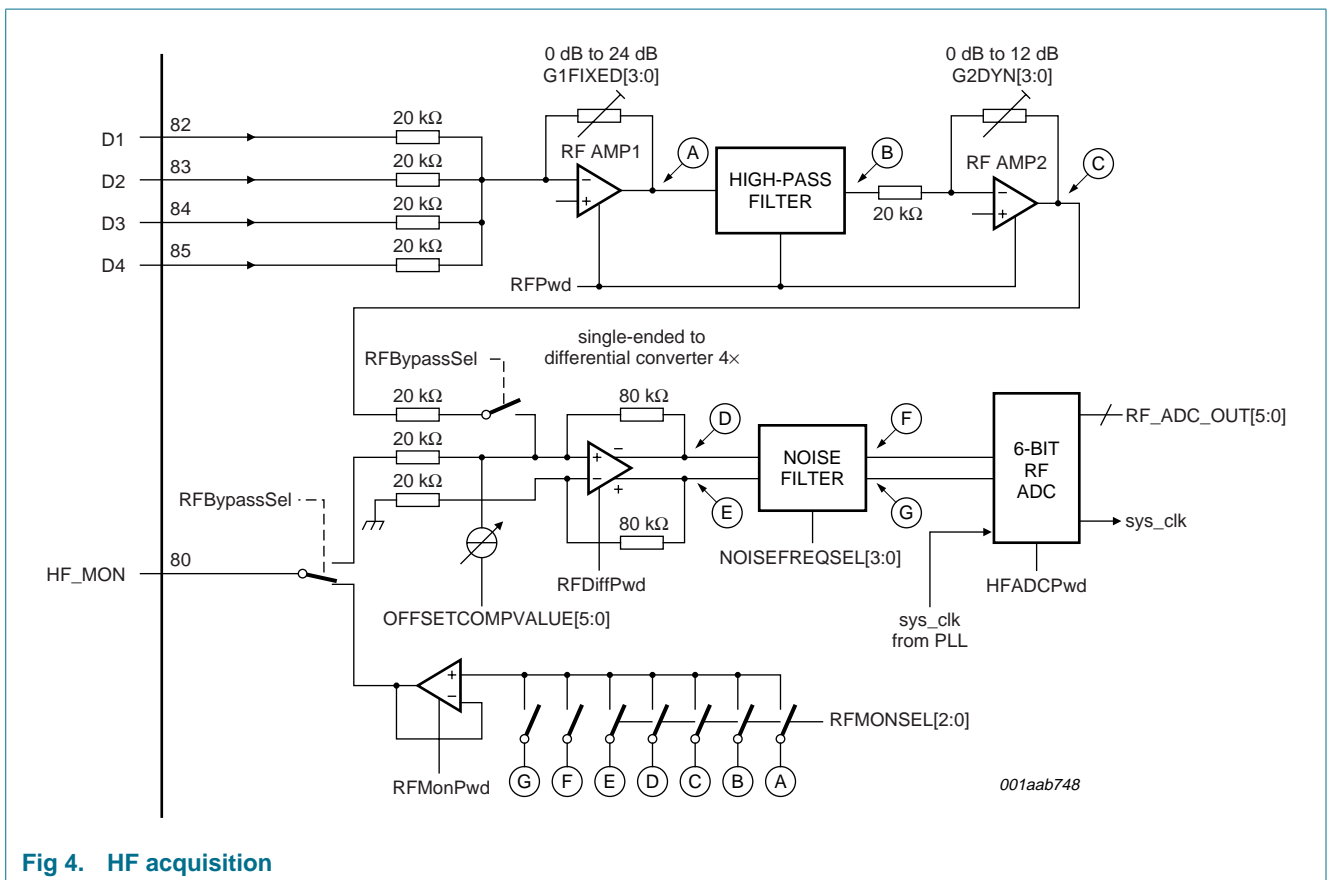 0 dB to 24 dB
G1FIXED[3:0]
0 dB to 12 dB
G2DYN[3:0]
D1
82
20 kΩ
D2
83
20 kΩ
D3
84
20 kΩ
D4
85
20 kΩ
RF AMP1
−
+
A
HIGH-PASS
FILTER
B
20 kΩ
RF AMP2
−
+
C
RFPwd
single-ended to
differential converter 4×
RFBypassSel
20 kΩ
20 kΩ
20 kΩ
RFBypassSel
80 kΩ
+
−
−
+
80 kΩ
D
E
NOISE
FILTER
F
G
6-BIT
RF
ADC
RF_ADC_OUT[5:0]
sys_clk
HF_MON
80
RFDiffPwd
NOISEFREQSEL[3:0]
HFADCPwd
OFFSETCOMPVALUE[5:0]
sys_clk
from PLL
+
−
RFMONSEL[2:0]
RFMonPwd
G
F
E
D
C
B
A
001aab748
Fig 4. HF acquisition